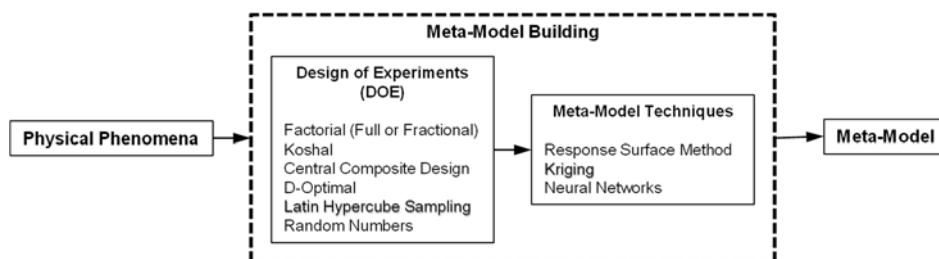 Meta-Model Building
Physical Phenomena
Design of Experiments
(DOE)
Factorial (Full or Fractional)
Koshal
Central Composite Design
D-Optimal
Latin Hypercube Sampling
Random Numbers
Meta-Model Techniques
Response Surface Method
Kriging
Neural Networks
Meta-Model